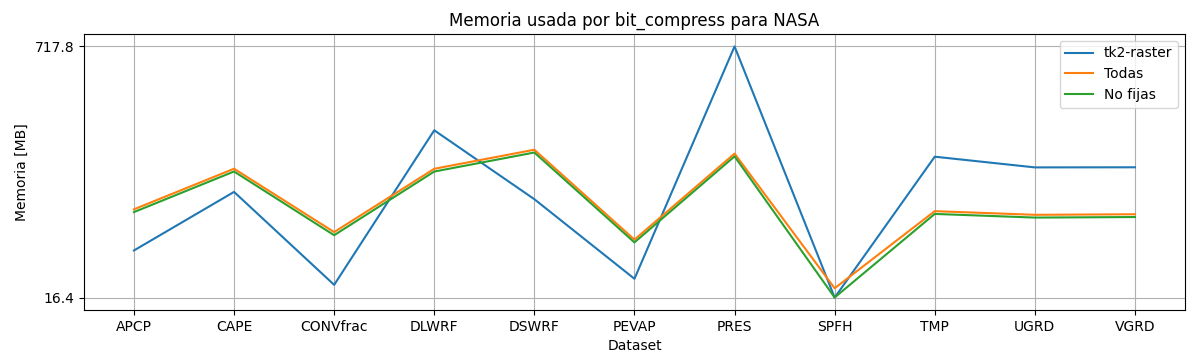 Memoria usada por bit_compress para NASA
717.8
16.4
Memoria [MB]
tk2-raster
Todas
No fijas
APCP CAPE CONVfrac DLWRF DSWRF PEVAP PRES SPFH TMP UGRD VGRD
Dataset